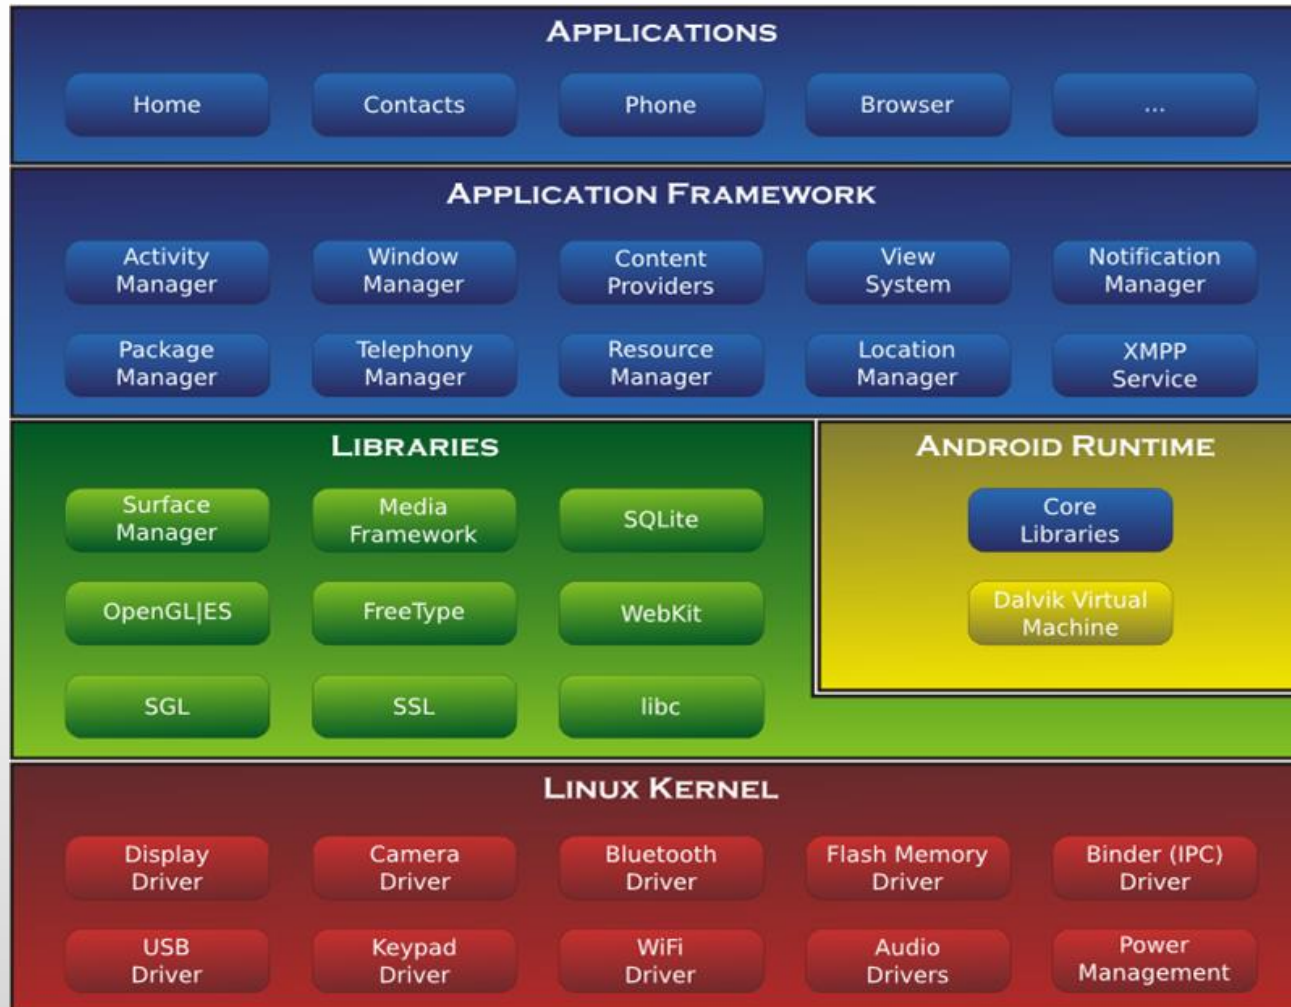 APPLICATIONS
Home
Contacts
Phone
Browser
...
APPLICATION FRAMEWORK
Activity
Manager
Window
Manager
Content
Providers
View
System
Notification
Manager
Package
Manager
Telephony
Manager
Resource
Manager
Location
Manager
XMPP
Service
LIBRARIES
Surface
Manager
Media
Framework
SQLite
OpenGL|ES
FreeType
WebKit
SGL
SSL
libc
ANDROID RUNTIME
Core
Libraries
Dalvik Virtual
Machine
LINUX KERNEL
Display
Driver
Camera
Driver
Bluetooth
Driver
Flash Memory
Driver
Binder (IPC)
Driver
USB
Driver
Keypad
Driver
WiFi
Driver
Audio
Drivers
Power
Management